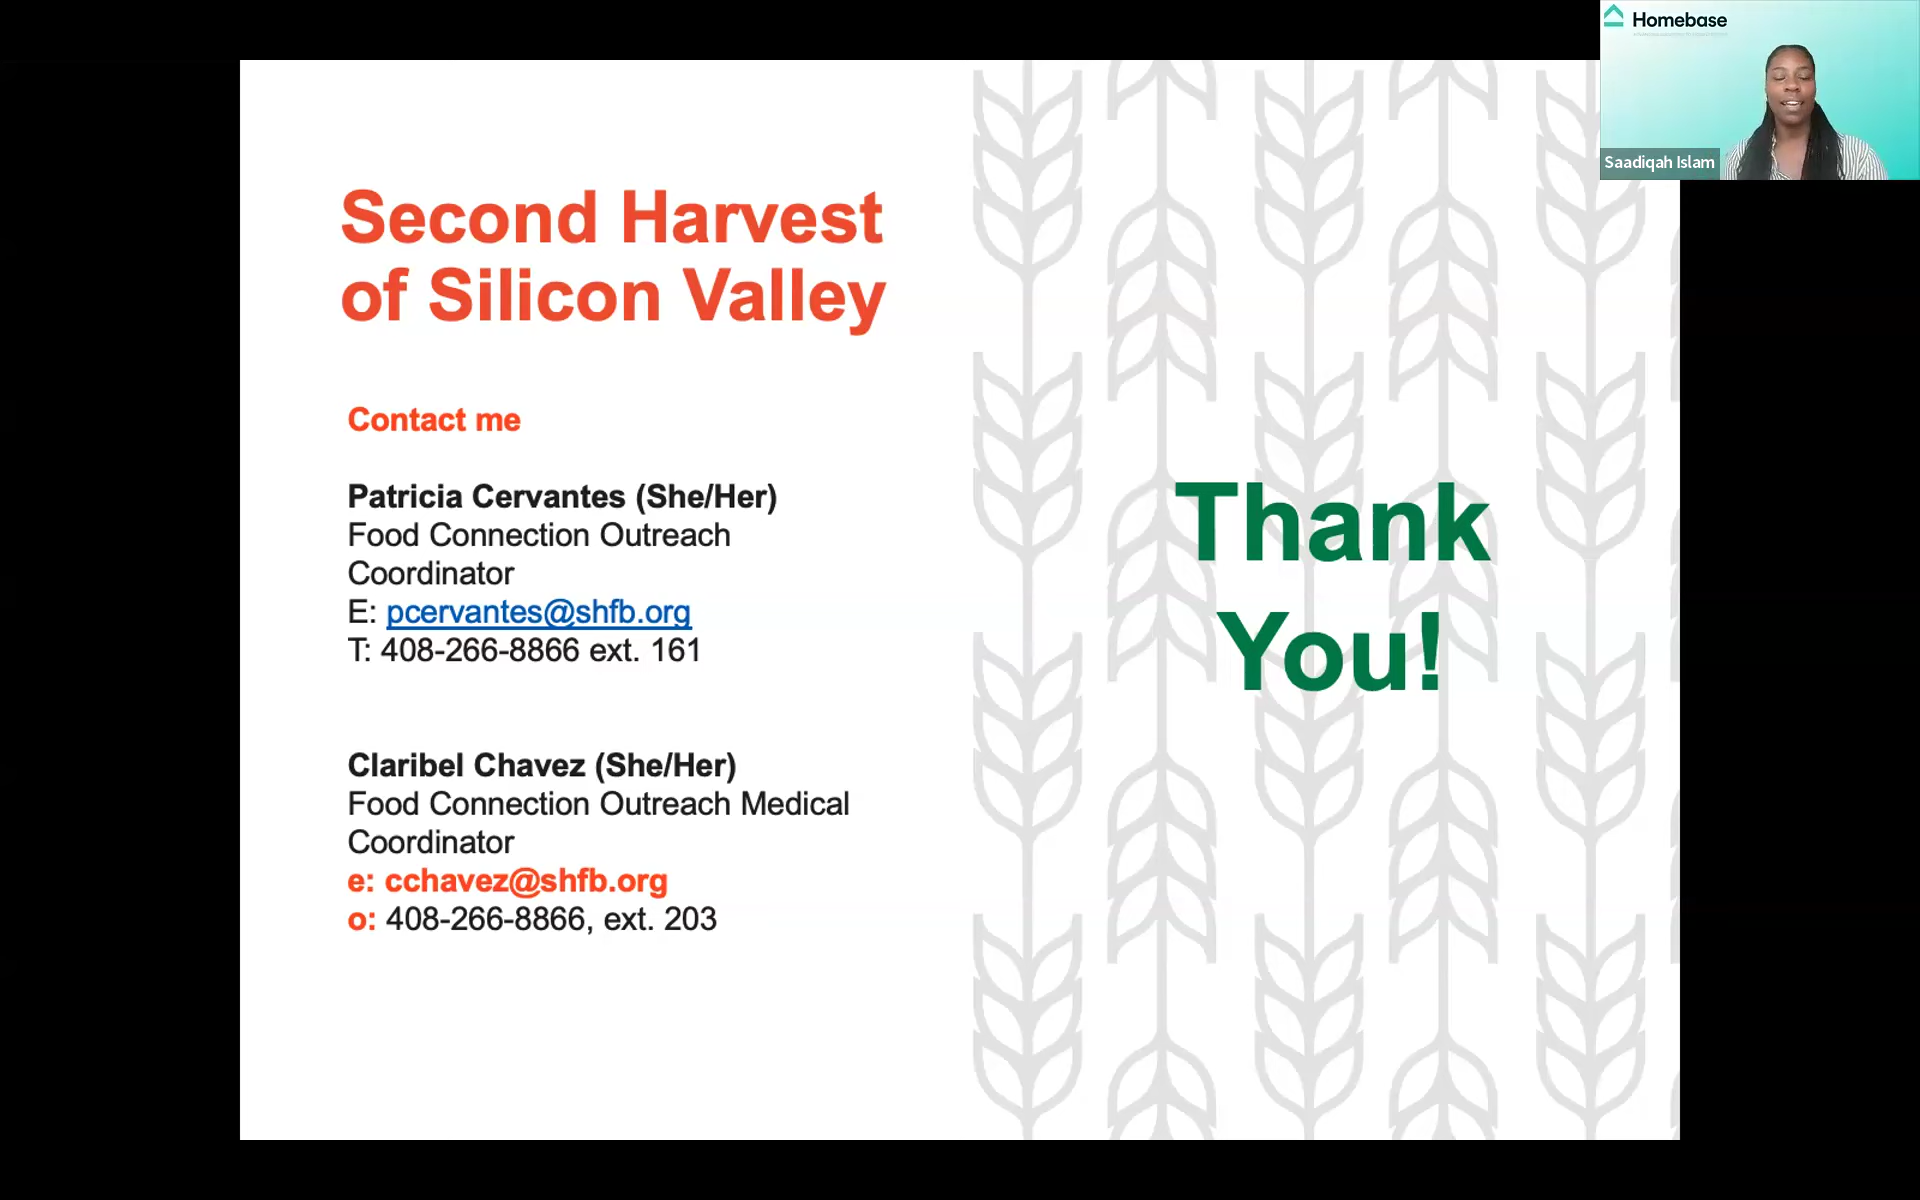 Second Harvest
of Silicon Valley
Contact me
Patricia Cervantes (She/Her)
Food Connection Outreach
Coordinator
E: pcervantes@shfb.org
T: 408-266-8866 ext. 161
Claribel Chavez (She/Her)
Food Connection Outreach Medical
Coordinator
e: cchavez@shfb.org
o: 408-266-8866, ext. 203
Thank
You!
Homebase
Saadiqah Islam